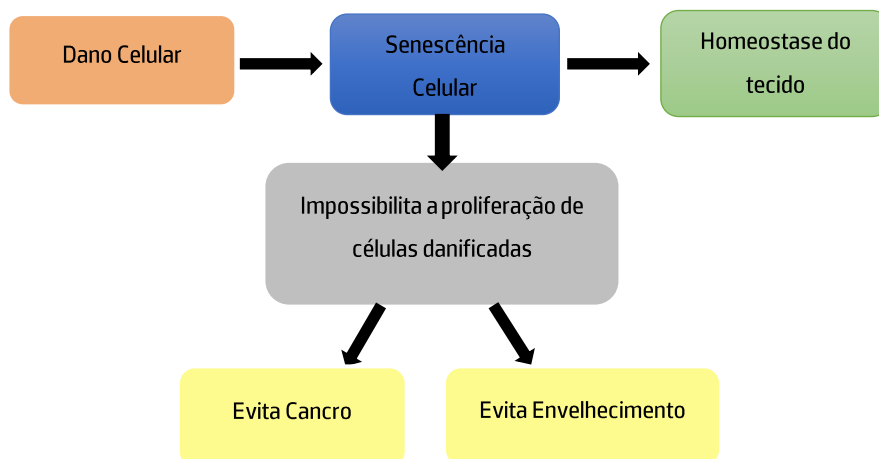 Dano Celular
Senescência
Celular
Homeostase do
tecido
Impossibilita a proliferação de
células danificadas
Evita Cancro
Evita Envelhecimento